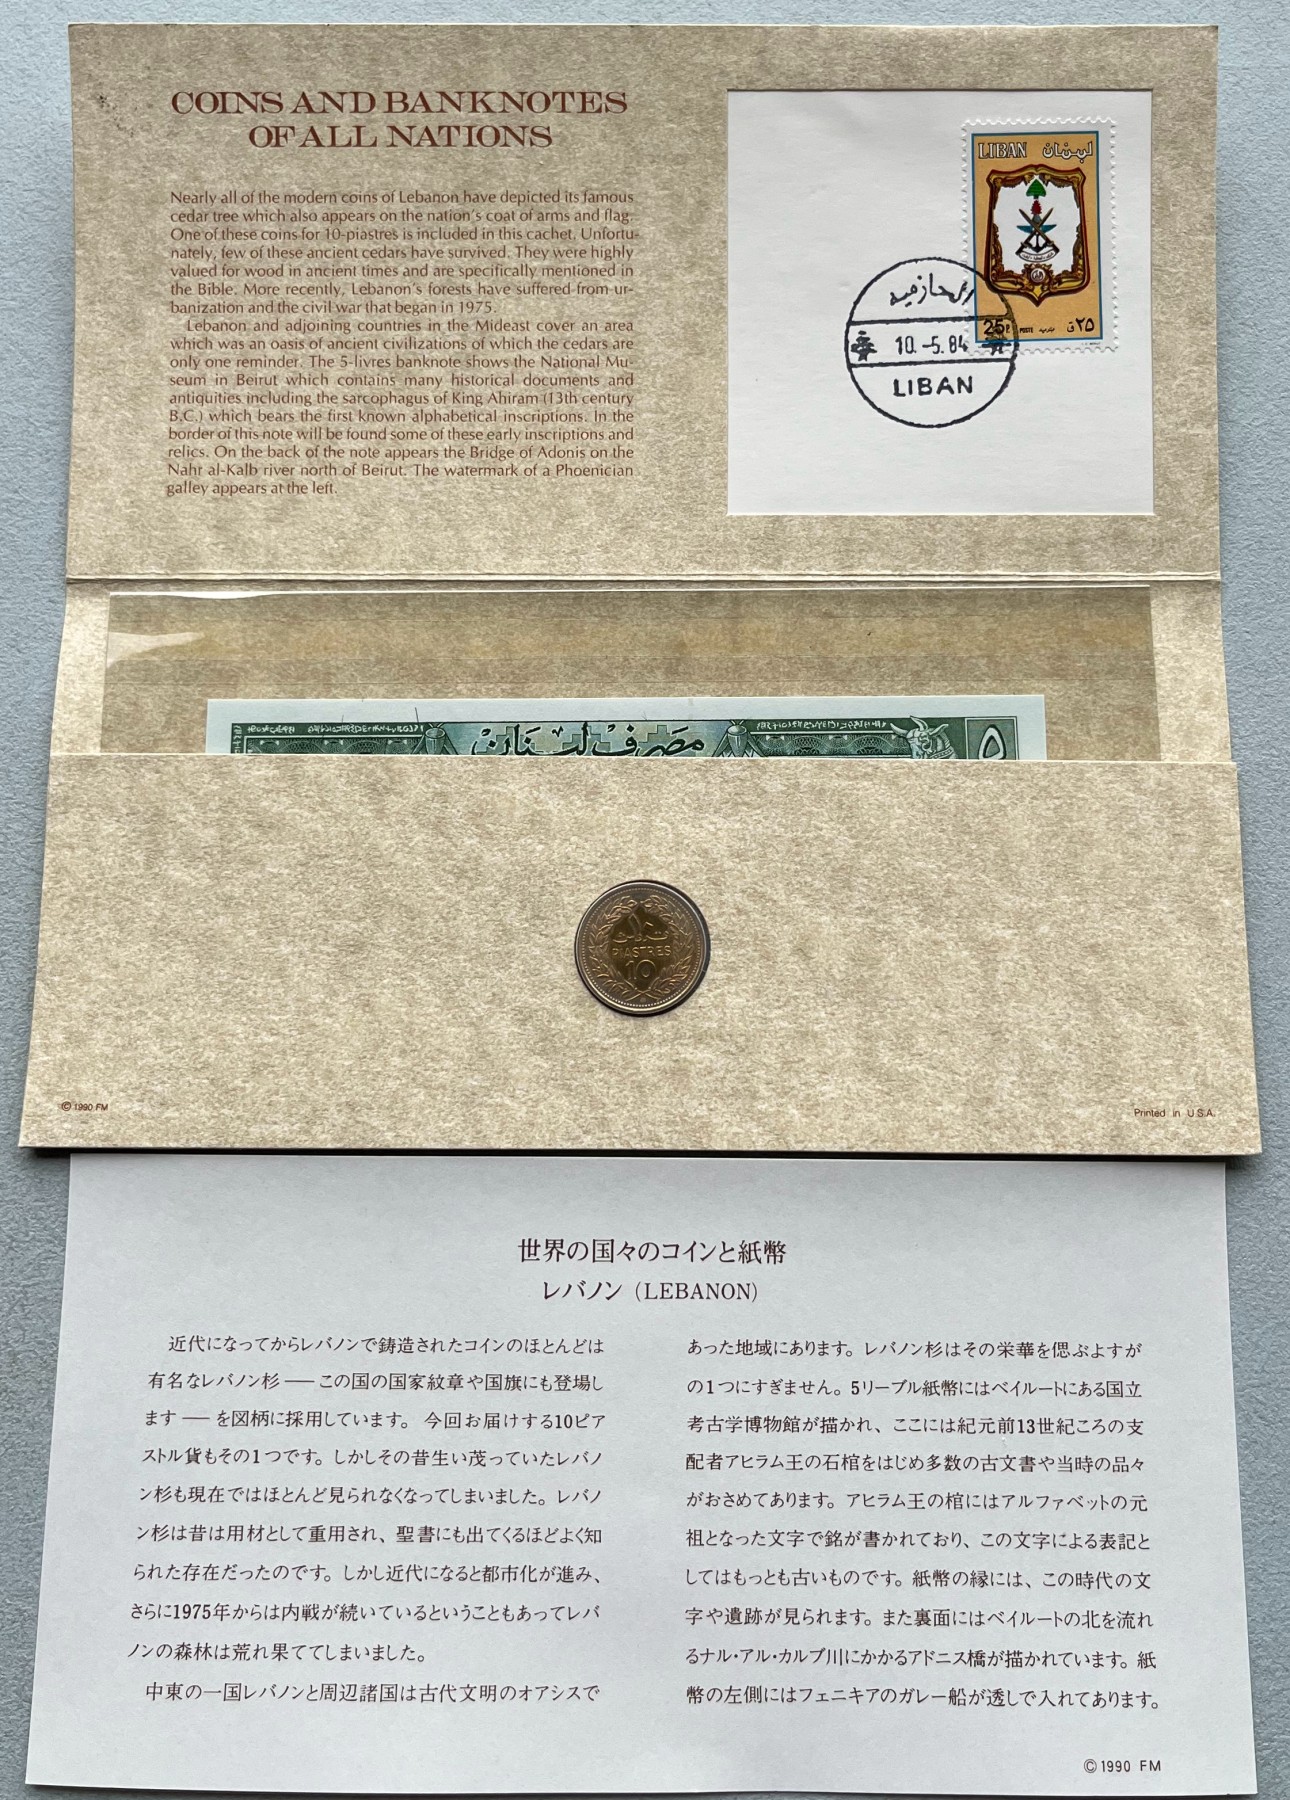 COINS AND BANKNOTES
OF ALL NATIONS
Nearly all of the modern coins of Lebanon have depicted its famous
cedar tree which also appears on the nation's coat of arms and flag.
One of these coins for 10-piastres is included in this cachet. Unfortu-
nately, few of these ancient cedars have survived. They were highly
valued for wood in ancient times and are specifically mentioned in
the Bible. More recently, Lebanon's forests have suffered from ur-
banization and the civil war that began in 1975.
Lebanon and adjoining countries in the Mideast cover an area
which was an oasis of ancient civilizations of which the cedars are
only one reminder. The 5-livres banknote shows the National Mu-
seum in Beirut which contains many historical documents and
antiquities including the sarcophagus of King Ahiram (13th century
B.C.) which bears the first known alphabetical inscriptions. In the
border of this note will be found some of these early inscriptions and
relics. On the back of the note appears the Bridge of Adonis on the
Nahr al-Kalb river north of Beirut. The watermark of a Phoenician
galley appears at the left.
LIBAN لبنان
25P. POSTE بريدية ٢٥ق
الحازميه
10.-5.84
LIBAN
مصرف لبنان
٥
PIASTRES
10
© 1990 FM
Printed in U.S.A.
世界の国々のコインと紙幣
レバノン (LEBANON)
近代になってからレバノンで鋳造されたコインのほとんどは
有名なレバノン杉 ── この国の国家紋章や国旗にも登場し
ます ── を図柄に採用しています。今回お届けする10ピア
ストル貨もその1つです。しかしその昔生い茂っていたレバノ
ン杉も現在ではほとんど見られなくなってしまいました。レバノ
ン杉は昔は用材として重用され、聖書にも出てくるほどよく知
られた存在だったのです。しかし近代になると都市化が進み、
さらに1975年からは内戦が続いているということもあってレバ
ノンの森林は荒れ果ててしまいました。
中東の一国レバノンと周辺諸国は古代文明のオアシスで
あった地域にあります。レバノン杉はその栄華を偲ぶよすが
の1つにすぎません。5リーブル紙幣にはベイルートにある国立
考古学博物館が描かれ、ここには紀元前13世紀ころの支
配者アヒラム王の石棺をはじめ多数の古文書や当時の品々
がおさめてあります。アヒラム王の棺にはアルファベットの元
祖となった文字で銘が書かれており、この文字による表記と
してはもっとも古いものです。紙幣の縁には、この時代の文
字や遺跡が見られます。また裏面にはベイルートの北を流れ
るナル・アル・カルブ川にかかるアドニス橋が描かれています。紙
幣の左側にはフェニキアのガレー船が透しで入れてあります。
© 1990 FM